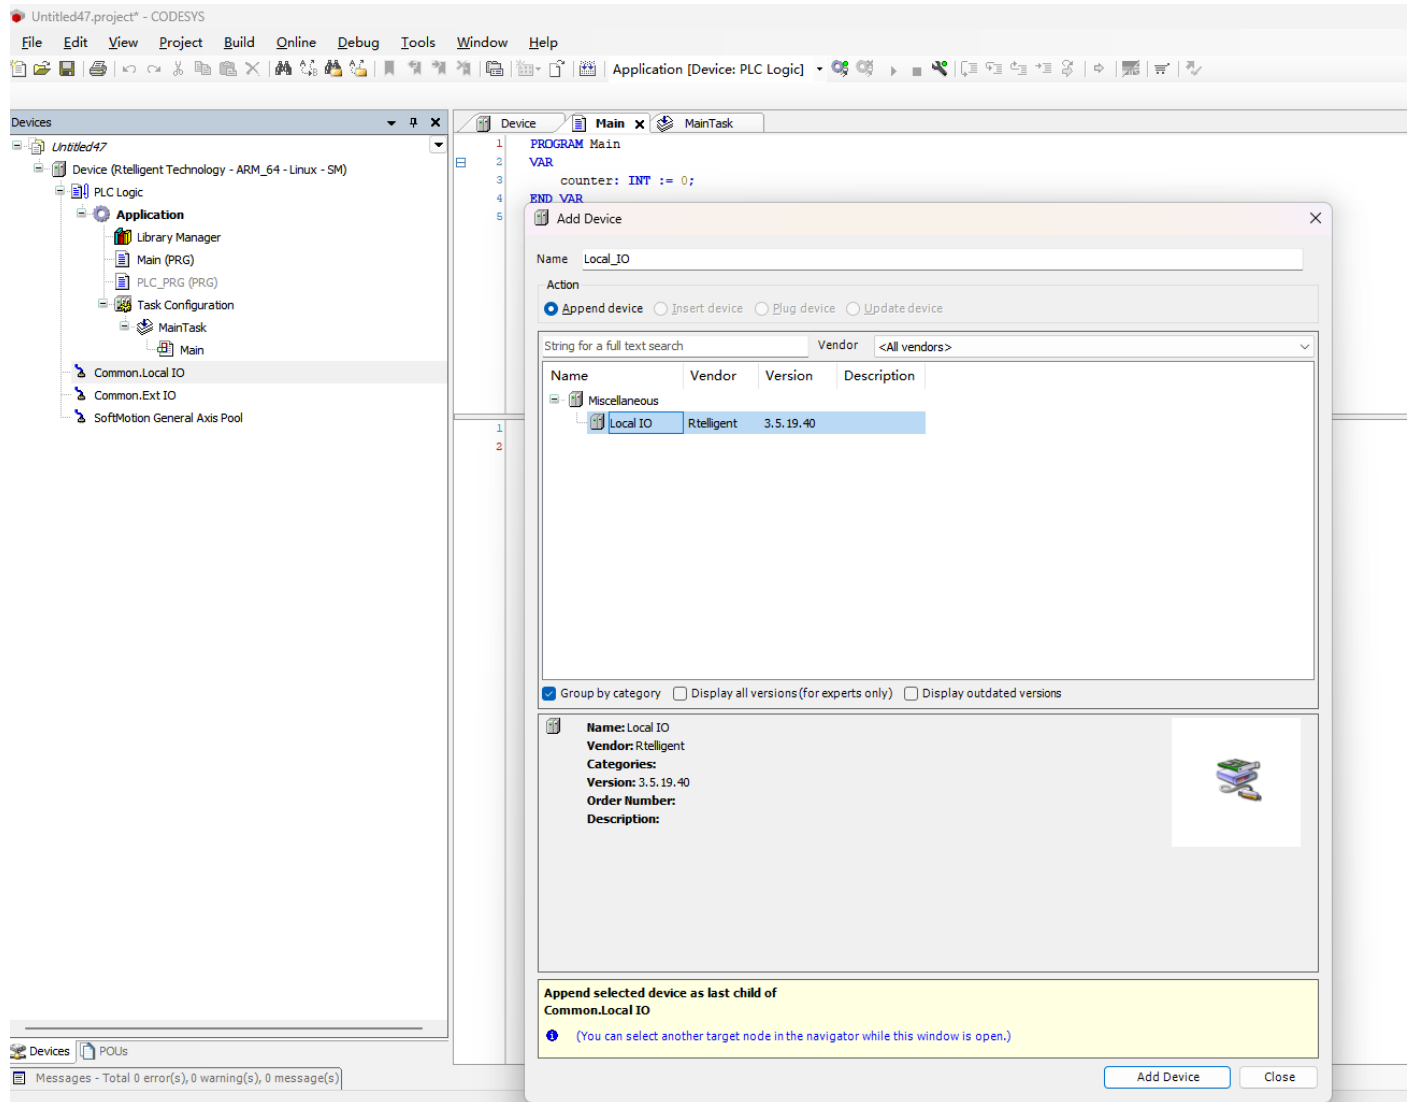 Untitled47.project* - CODESYS
File Edit View Project Build Online Debug Tools Window Help
Application [Device: PLC Logic]
Devices
Untitled47
Device (Rtelligent Technology - ARM_64 - Linux - SM)
PLC Logic
Application
Library Manager
Main (PRG)
PLC_PRG (PRG)
Task Configuration
MainTask
Main
Common.Local IO
Common.Ext IO
SoftMotion General Axis Pool
Devices POUs
Messages - Total 0 error(s), 0 warning(s), 0 message(s)
Device Main MainTask
1 PROGRAM Main
2 VAR
3 counter: INT := 0;
4 END_VAR
5
1
2
Add Device
Name Local_IO
Action
Append device Insert device Plug device Update device
String for a full text search Vendor <All vendors>
Name Vendor Version Description
Miscellaneous
Local IO Rtelligent 3.5.19.40
Group by category Display all versions (for experts only) Display outdated versions
Name: Local IO
Vendor: Rtelligent
Categories:
Version: 3.5.19.40
Order Number:
Description:
Append selected device as last child of
Common.Local IO
(You can select another target node in the navigator while this window is open.)
Add Device Close